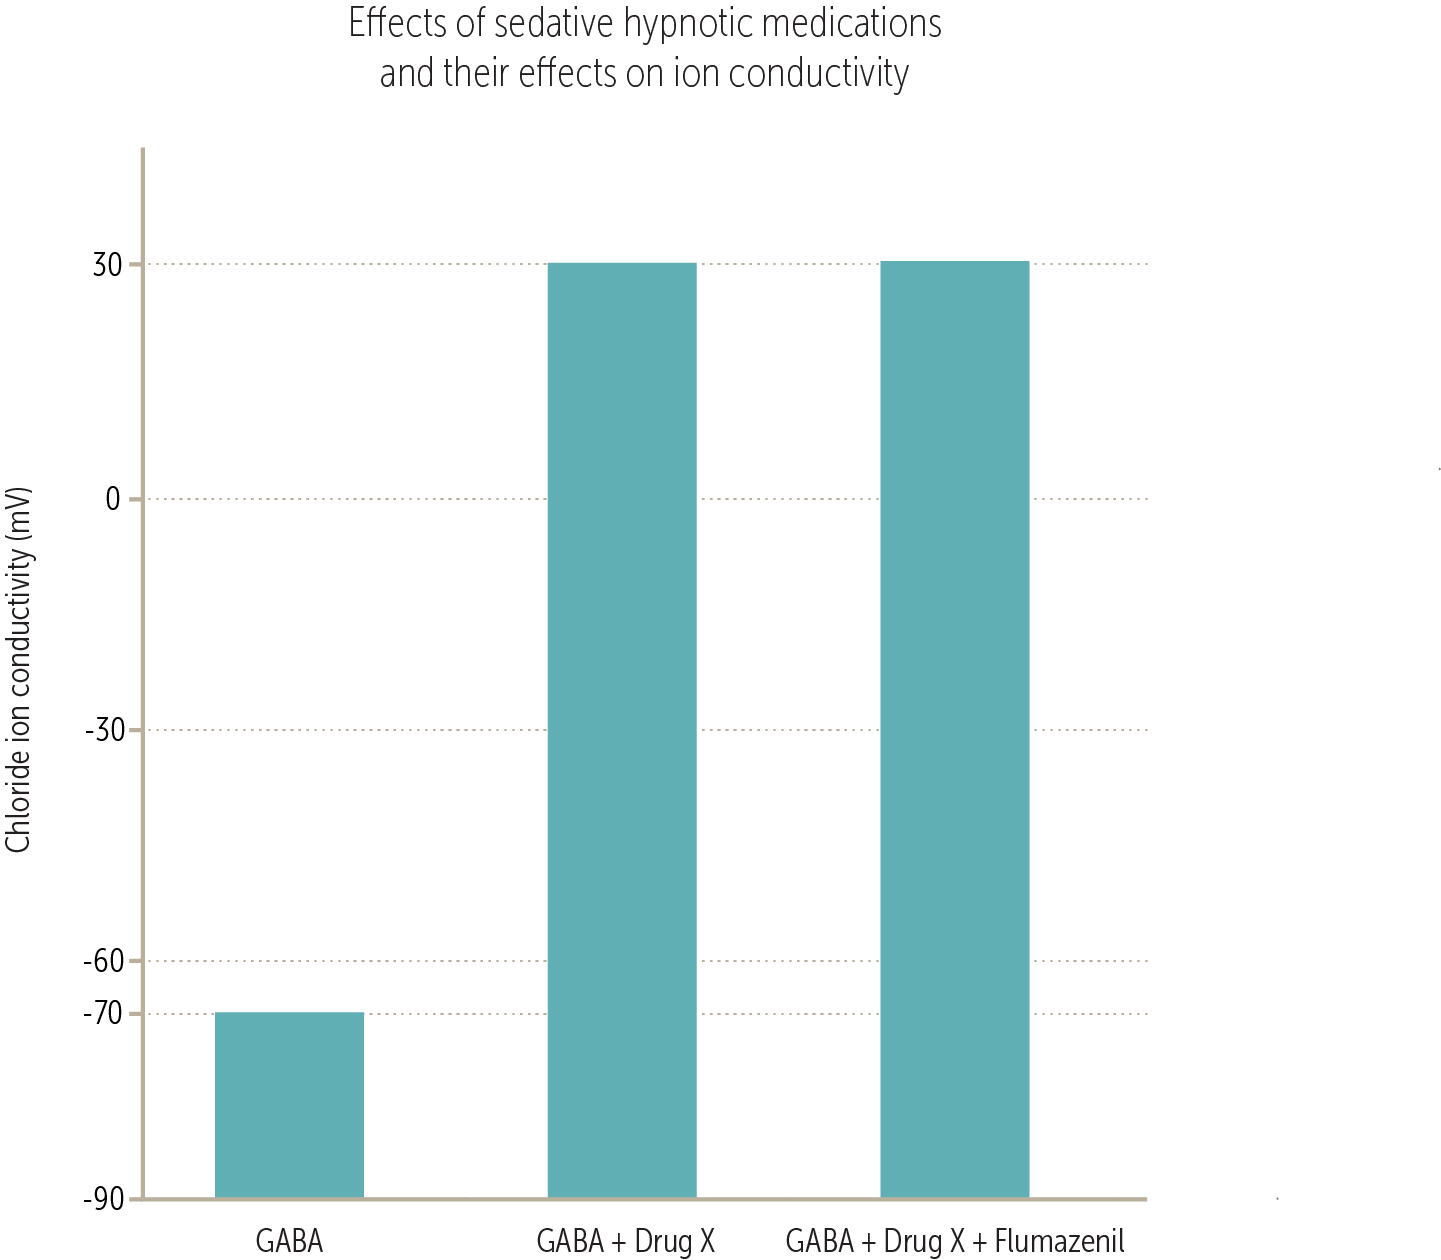 Effects of sedative hypnotic medications
and their effects on ion conductivity
Chloride ion conductivity (mV)
30
0
-30
-60
-70
-90
GABA
GABA + Drug X
GABA + Drug X + Flumazenil